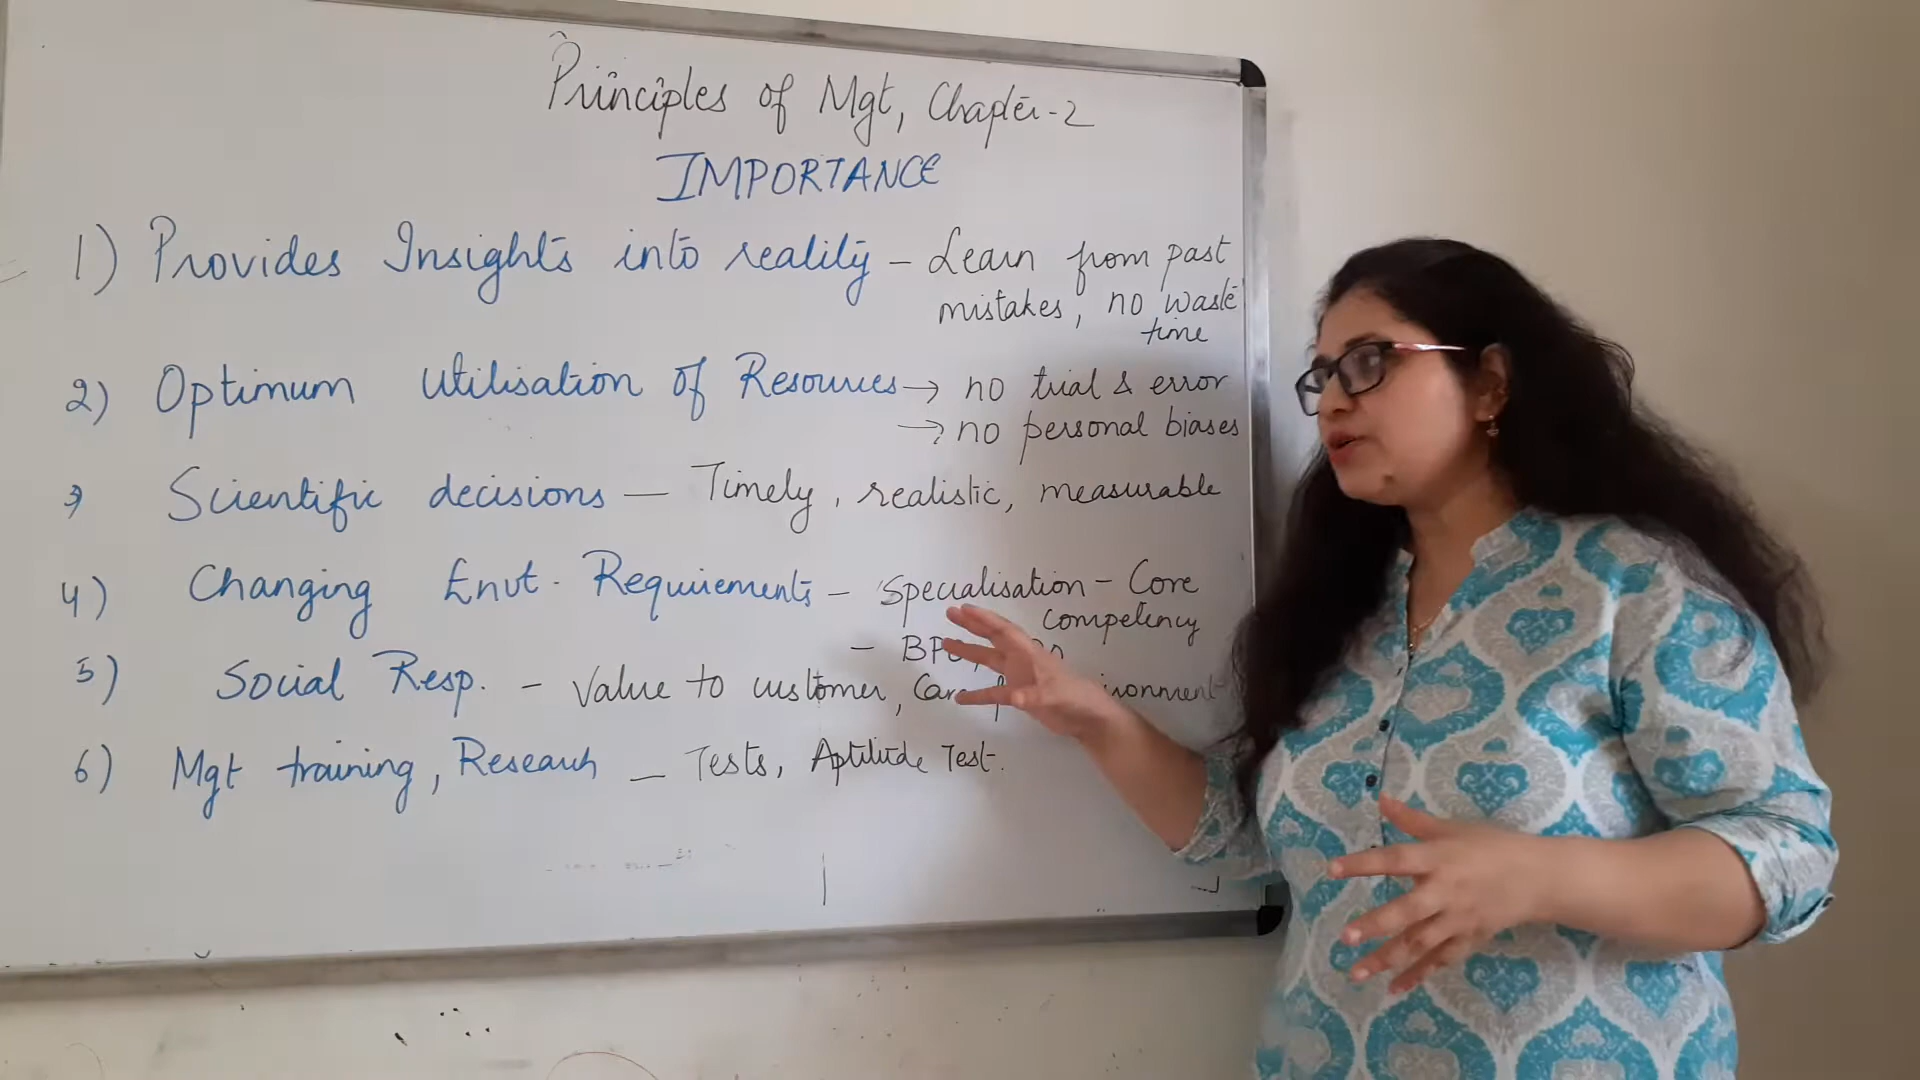 Principles of Mgt, Chapter-2
IMPORTANCE
1) Provides Insights into reality – Learn from past
mistakes, no waste
time
2) Optimum Utilisation of Resources → no trial & error
→ no personal biases
3) Scientific decisions — Timely, realistic, measurable
4) Changing Envt. Requirements – Specialisation – Core
competency
–
5) Social Resp. – Value to customer,
6) Mgt training, Research – Tests, Aptitude Test.